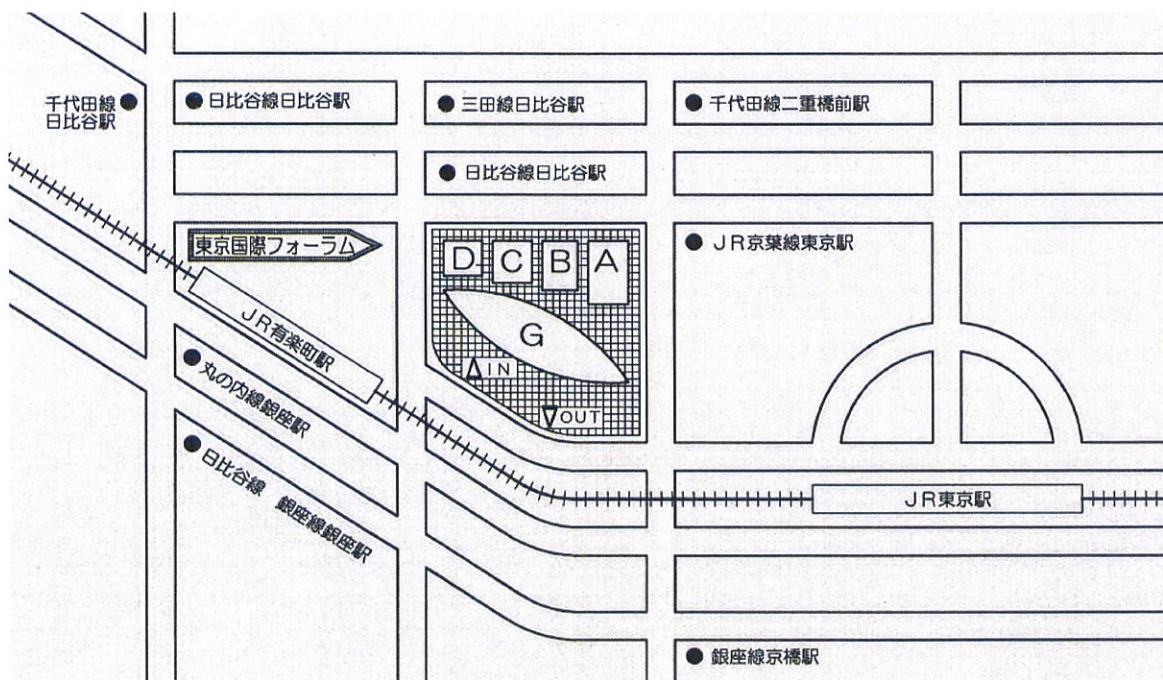 千代田線
日比谷駅
日比谷線日比谷駅
三田線日比谷駅
千代田線二重橋前駅
日比谷線日比谷駅
東京国際フォーラム
D C B A
JR京葉線東京駅
G
JR有楽町駅
IN
丸の内線銀座駅
OUT
日比谷線 銀座線銀座駅
JR東京駅
銀座線京橋駅